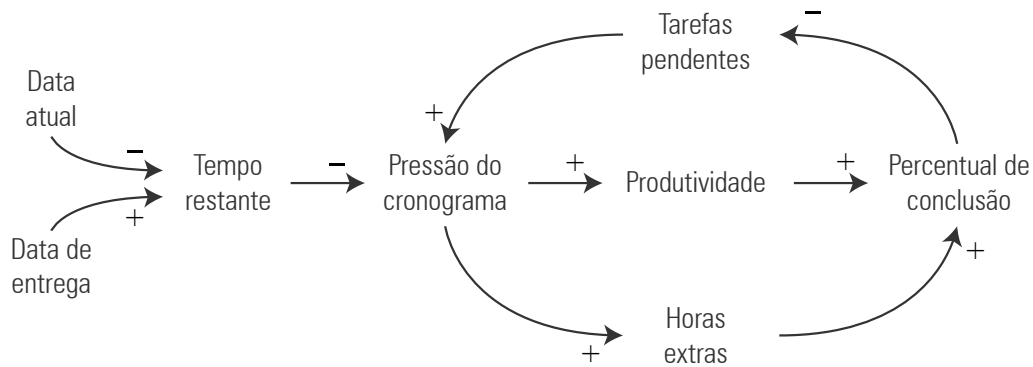 Tarefas
pendentes
−
Data
atual
+
−
Tempo
restante
−
Pressão do
cronograma
+
Produtividade
+
Percentual de
conclusão
+
Data de
entrega
+
Horas
extras
+